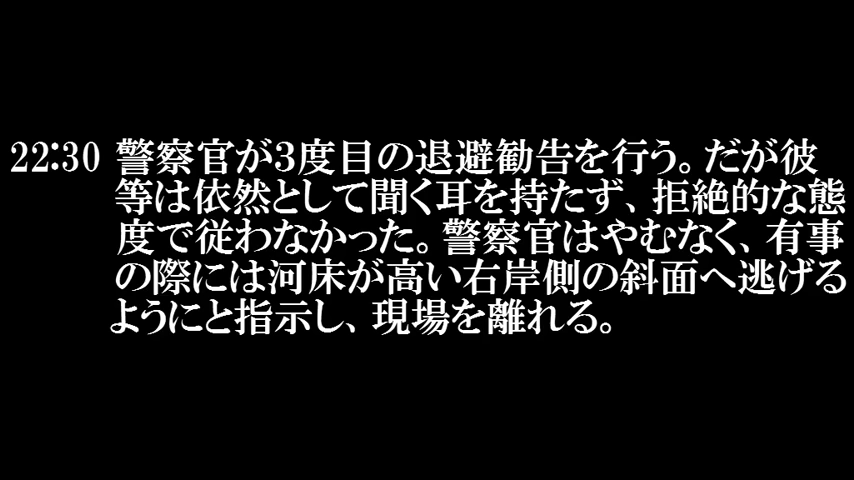 22:30 警察官が3度目の退避勧告を行う。だが彼
等は依然として聞く耳を持たず、拒絶的な態
度で従わなかった。警察官はやむなく、有事
の際には河床が高い右岸側の斜面へ逃げる
ようにと指示し、現場を離れる。